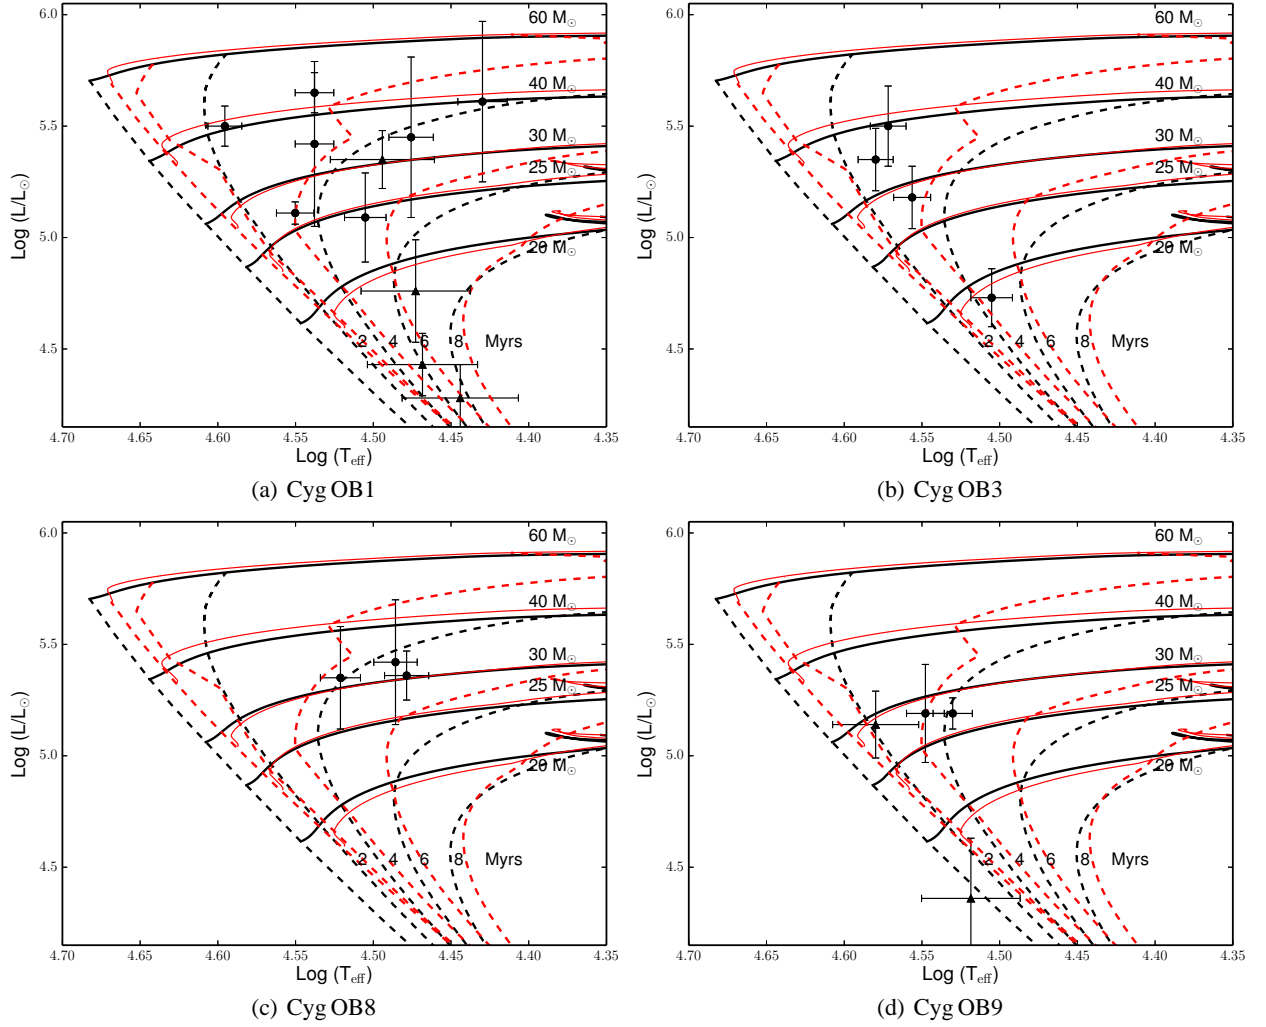 60 M⊙ 60 M⊙
6.0 6.0
40 M⊙ 40 M⊙
5.5 5.5
30 M⊙ 30 M⊙
25 M⊙ 25 M⊙
Log (L/L⊙) Log (L/L⊙)
5.0 5.0
20 M⊙ 20 M⊙
2 4 6 8 Myrs 2 4 6 8 Myrs
4.5 4.5
4.70 4.65 4.60 4.55 4.50 4.45 4.40 4.35 4.70 4.65 4.60 4.55 4.50 4.45 4.40 4.35
Log (Teff) Log (Teff)
(a) Cyg OB1 (b) Cyg OB3
6.0 60 M⊙ 6.0 60 M⊙
40 M⊙ 40 M⊙
5.5 5.5
30 M⊙ 30 M⊙
25 M⊙ 25 M⊙
Log (L/L⊙) Log (L/L⊙)
5.0 5.0
20 M⊙ 20 M⊙
2 4 6 8 Myrs 2 4 6 8 Myrs
4.5 4.5
4.70 4.65 4.60 4.55 4.50 4.45 4.40 4.35 4.70 4.65 4.60 4.55 4.50 4.45 4.40 4.35
Log (Teff) Log (Teff)
(c) Cyg OB8 (d) Cyg OB9